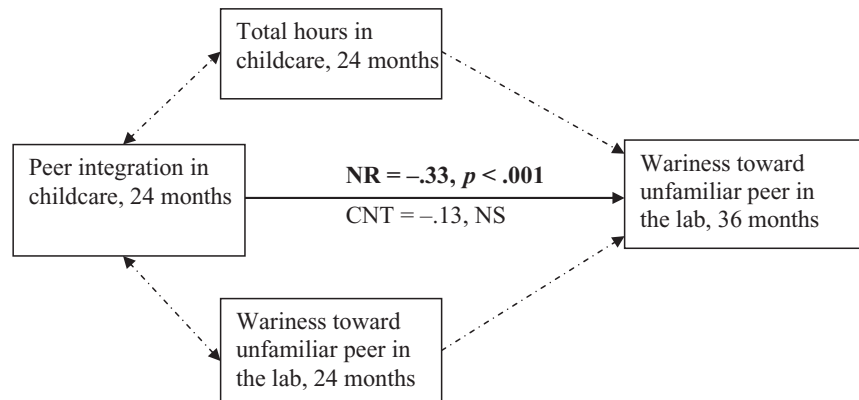 Total hours in
childcare, 24 months
Peer integration in
childcare, 24 months
NR = –.33, p < .001
CNT = –.13, NS
Wariness toward
unfamiliar peer in
the lab, 36 months
Wariness toward
unfamiliar peer in
the lab, 24 months